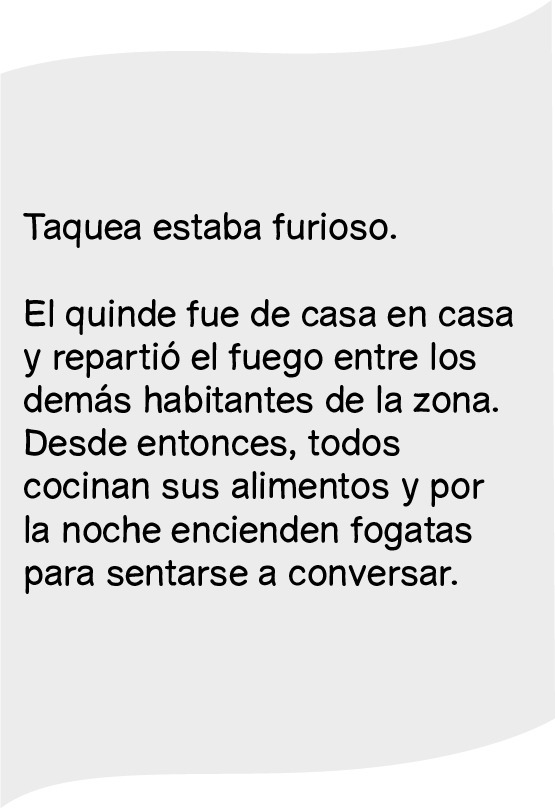 Taquea estaba furioso.
El quinde fue de casa en casa
y repartió el fuego entre los
demás habitantes de la zona.
Desde entonces, todos
cocinan sus alimentos y por
la noche encienden fogatas
para sentarse a conversar.